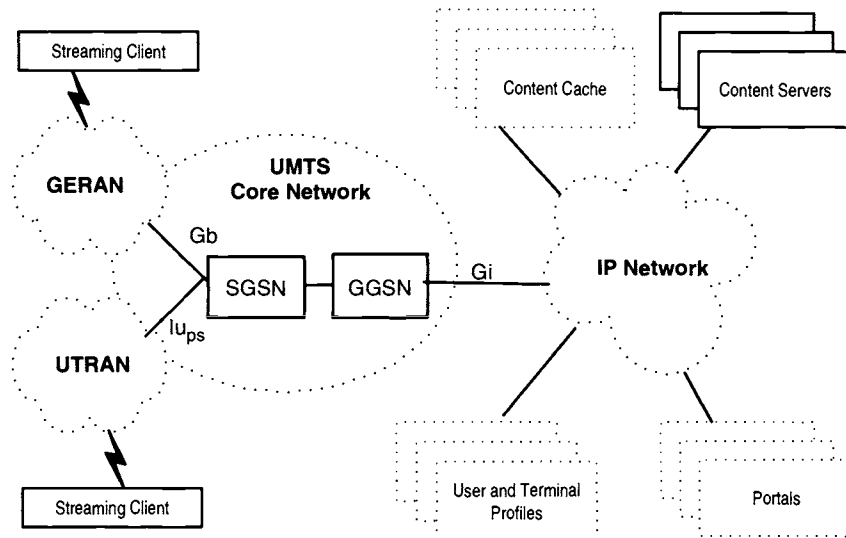 Streaming Client
Content Cache
Content Servers
GERAN
UMTS
Core Network
Gb
SGSN
GGSN
Gi
IP Network
Iups
UTRAN
Streaming Client
User and Terminal
Profiles
Portals